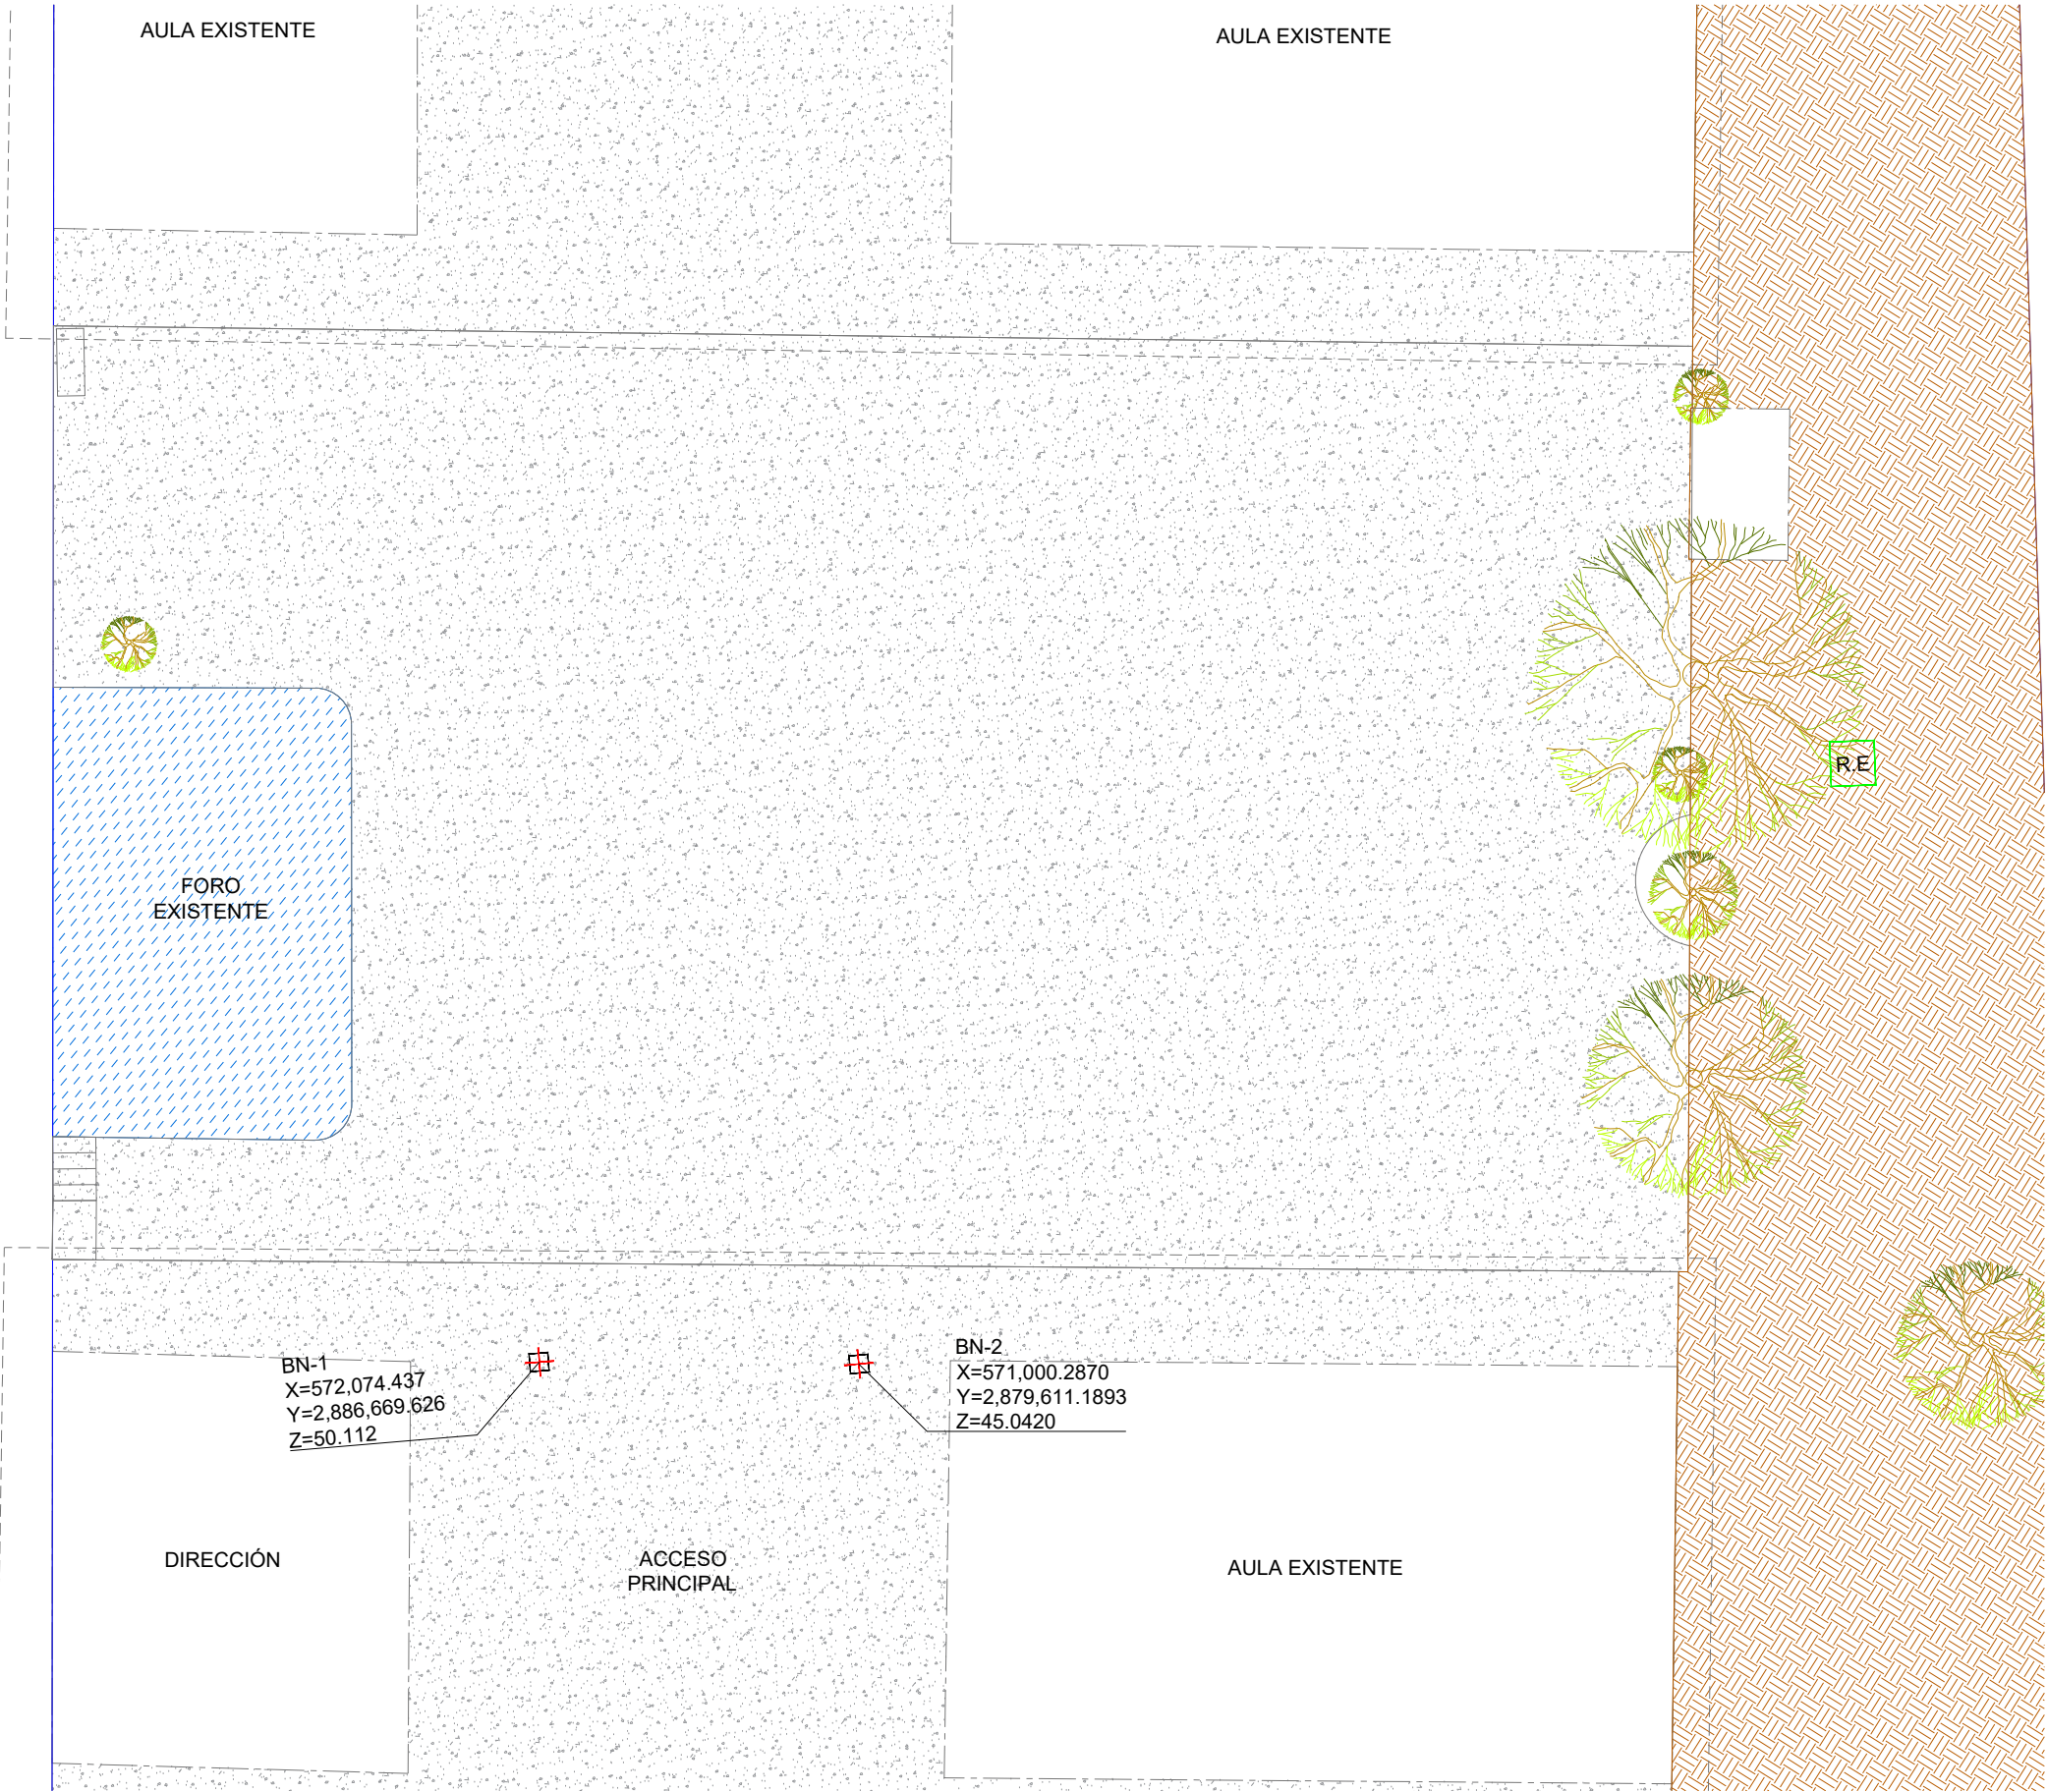 AULA EXISTENTE
AULA EXISTENTE
R.E
FORO
EXISTENTE
BN-1
X=572,074.437
Y=2,886,669.626
Z=50.112
BN-2
X=571,000.2870
Y=2,879,611.1893
Z=45.0420
DIRECCIÓN
ACCESO
PRINCIPAL
AULA EXISTENTE